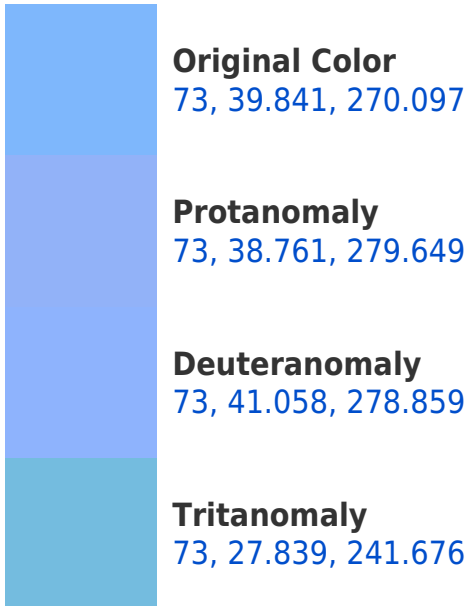 Original Color
73, 39.841, 270.097
Protanomaly
73, 38.761, 279.649
Deuteranomaly
73, 41.058, 278.859
Tritanomaly
73, 27.839, 241.676